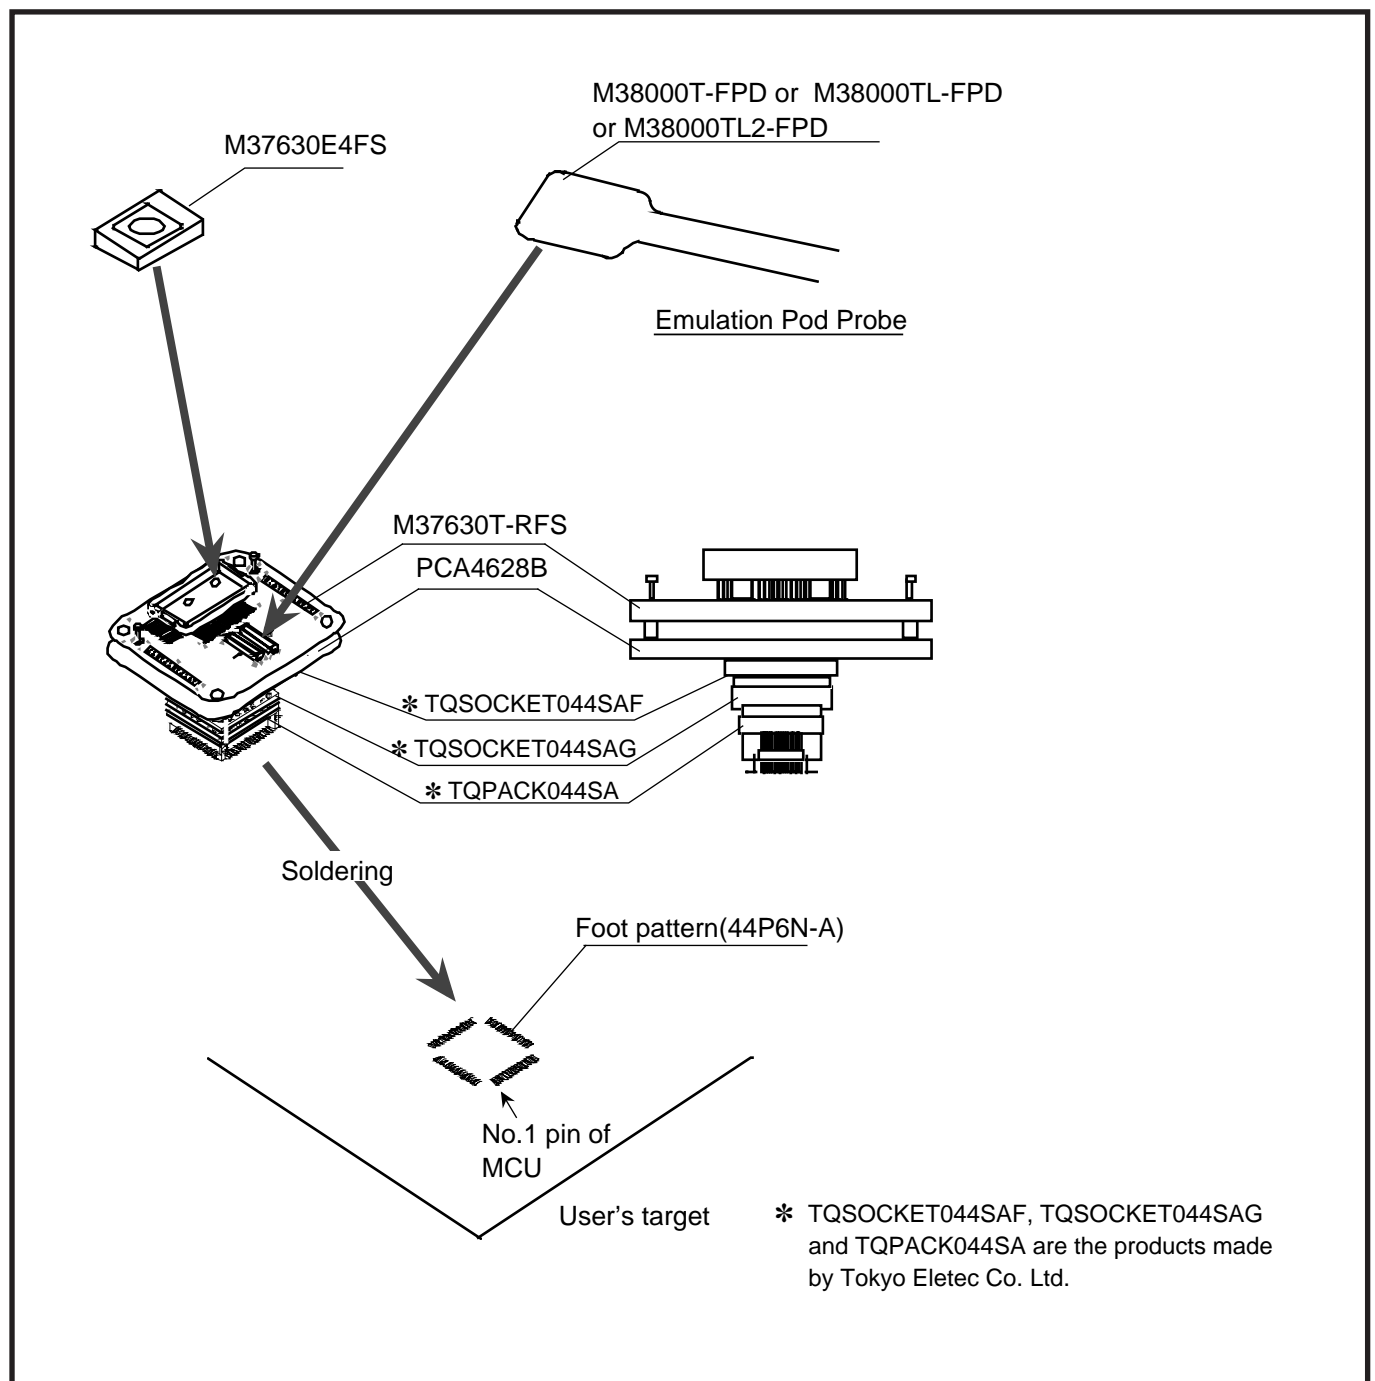 M38000T-FPD or M38000TL-FPD
or M38000TL2-FPD
M37630E4FS
Emulation Pod Probe
M37630T-RFS
PCA4628B
✻ TQSOCKET044SAF
✻ TQSOCKET044SAG
✻ TQPACK044SA
Soldering
Foot pattern(44P6N-A)
No.1 pin of
MCU
User’s target
✻ TQSOCKET044SAF, TQSOCKET044SAG
and TQPACK044SA are the products made
by Tokyo Eletec Co. Ltd.